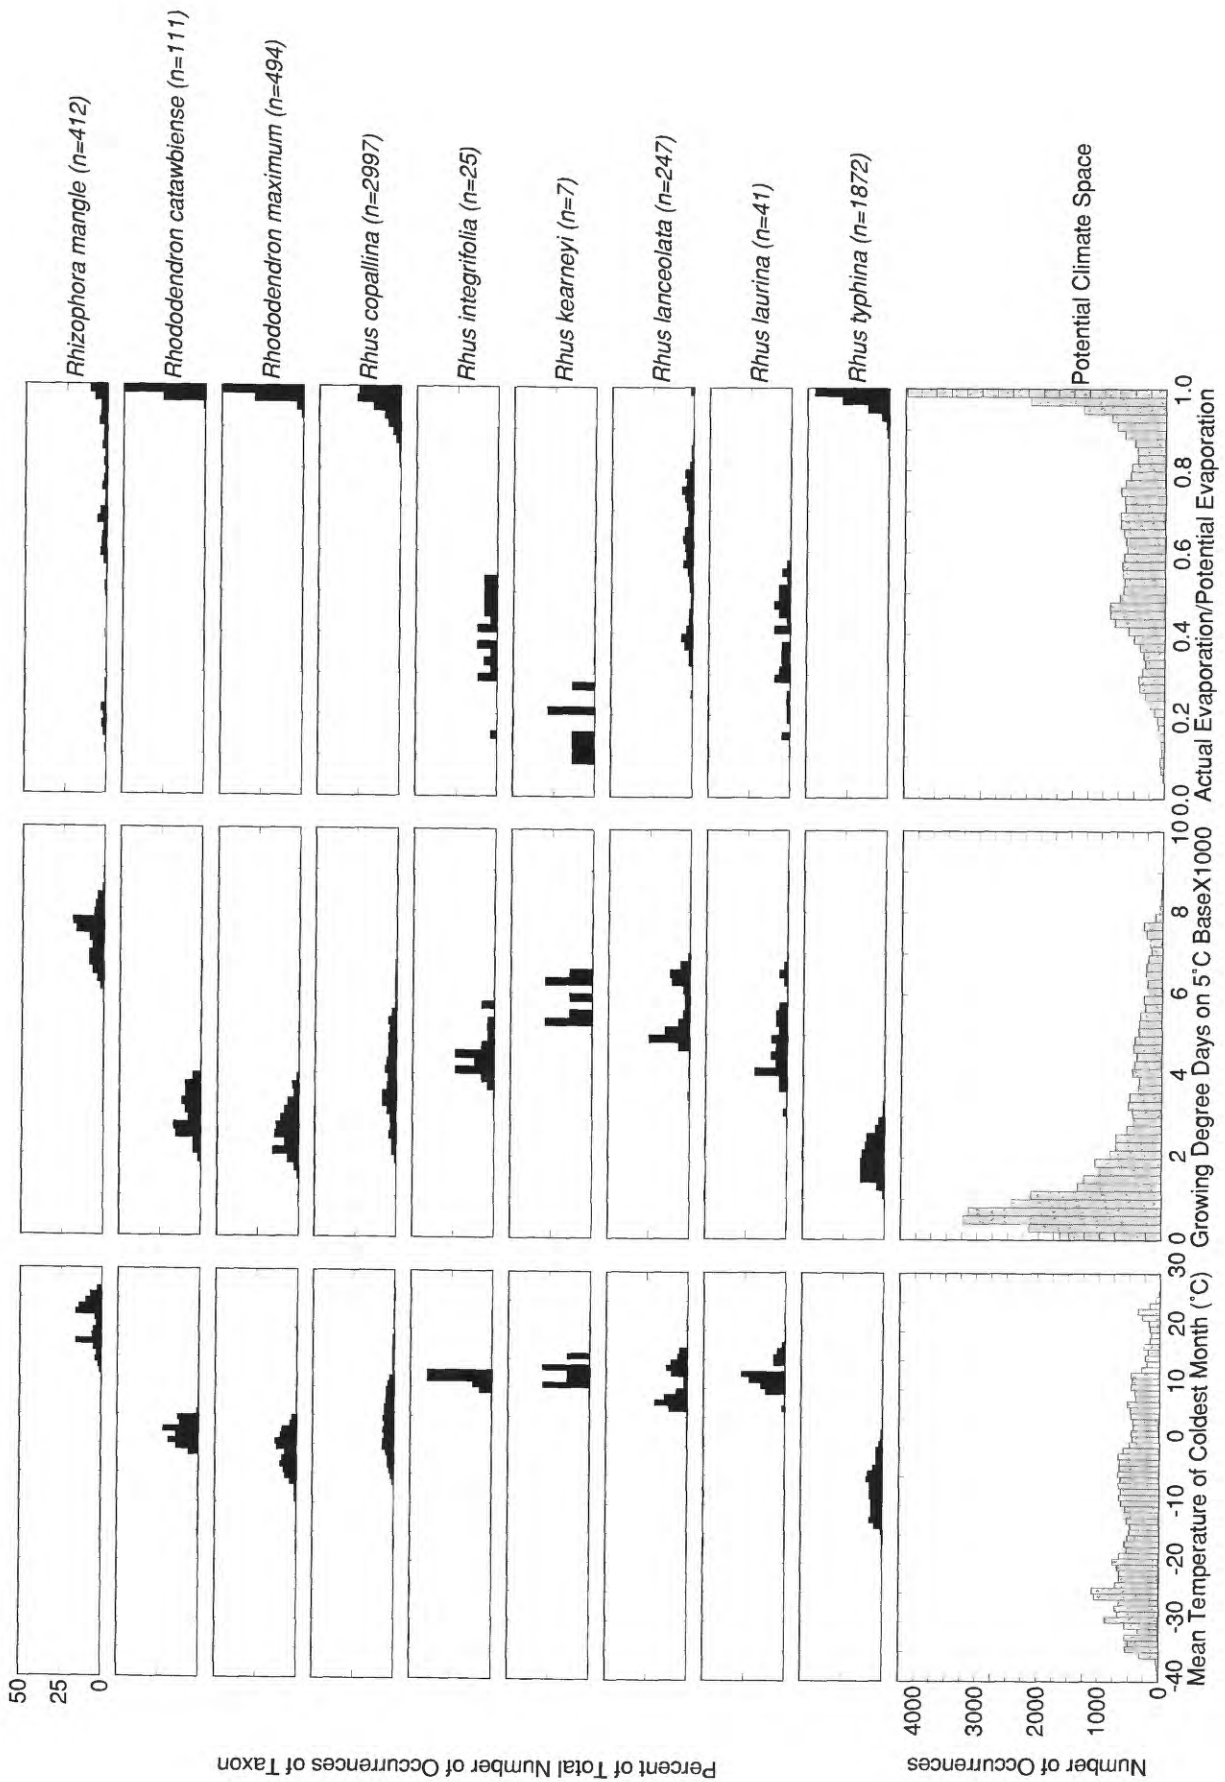 Rhizophora mangle (n=412)
Rhododendron catawbiense (n=111)
Rhododendron maximum (n=494)
Rhus copallina (n=2997)
Rhus integrifolia (n=25)
Rhus kearneyi (n=7)
Rhus lanceolata (n=247)
Rhus laurina (n=41)
Rhus typhina (n=1872)
Potential Climate Space
50
25
0
Percent of Total Number of Occurrences of Taxon
4000
3000
2000
1000
0
Number of Occurrences
-40 -30 -20 -10 0 10 20 30
Mean Temperature of Coldest Month (°C)
0 2 4 6 8 10
Growing Degree Days on 5°C BaseX1000
0.0 0.2 0.4 0.6 0.8 1.0
Actual Evaporation/Potential Evaporation